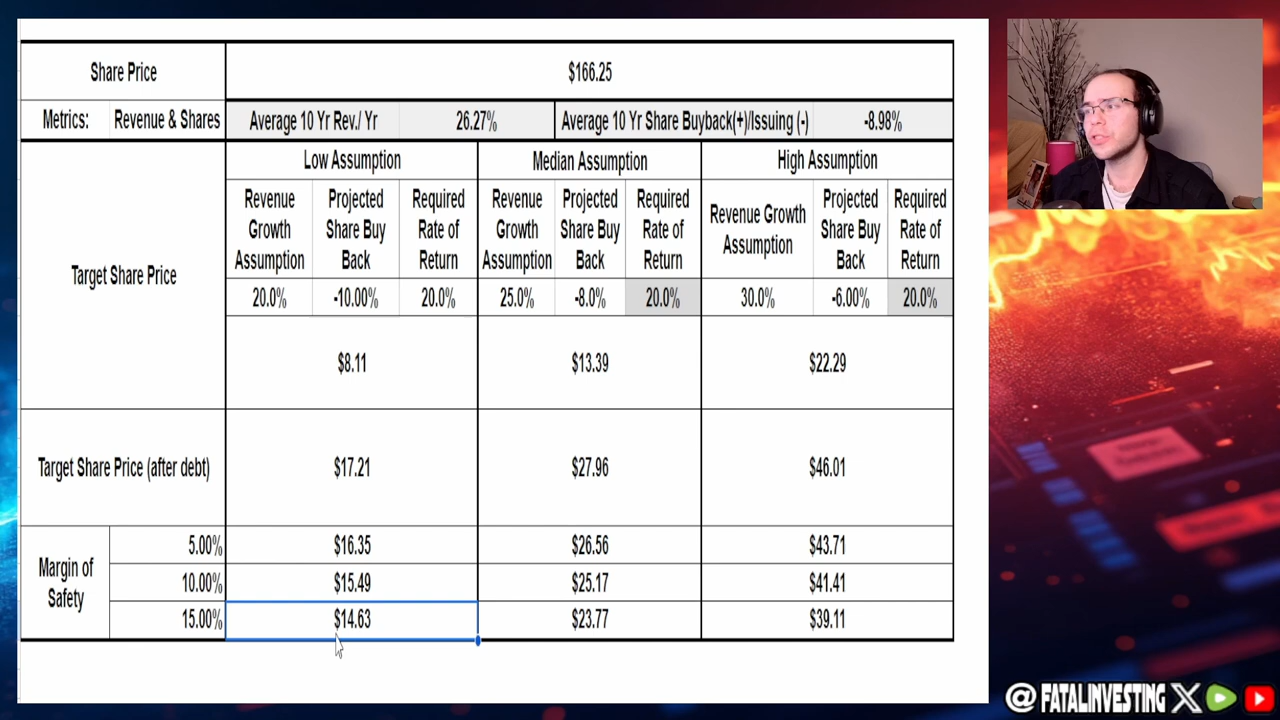 Share Price $166.25
Metrics: Revenue & Shares Average 10 Yr Rev./ Yr 26.27% Average 10 Yr Share Buyback(+)/Issuing (-) -8.98%
Target Share Price
Low Assumption Median Assumption High Assumption
Revenue Growth Assumption
Projected Share Buy Back
Required Rate of Return
Revenue Growth Assumption
Projected Share Buy Back
Required Rate of Return
Revenue Growth Assumption
Projected Share Buy Back
Required Rate of Return
20.0% -10.00% 20.0% 25.0% -8.0% 20.0% 30.0% -6.00% 20.0%
$8.11 $13.39 $22.29
Target Share Price (after debt) $17.21 $27.96 $46.01
Margin of Safety
5.00% $16.35 $26.56 $43.71
10.00% $15.49 $25.17 $41.41
15.00% $14.63 $23.77 $39.11
@FATALINVESTING X